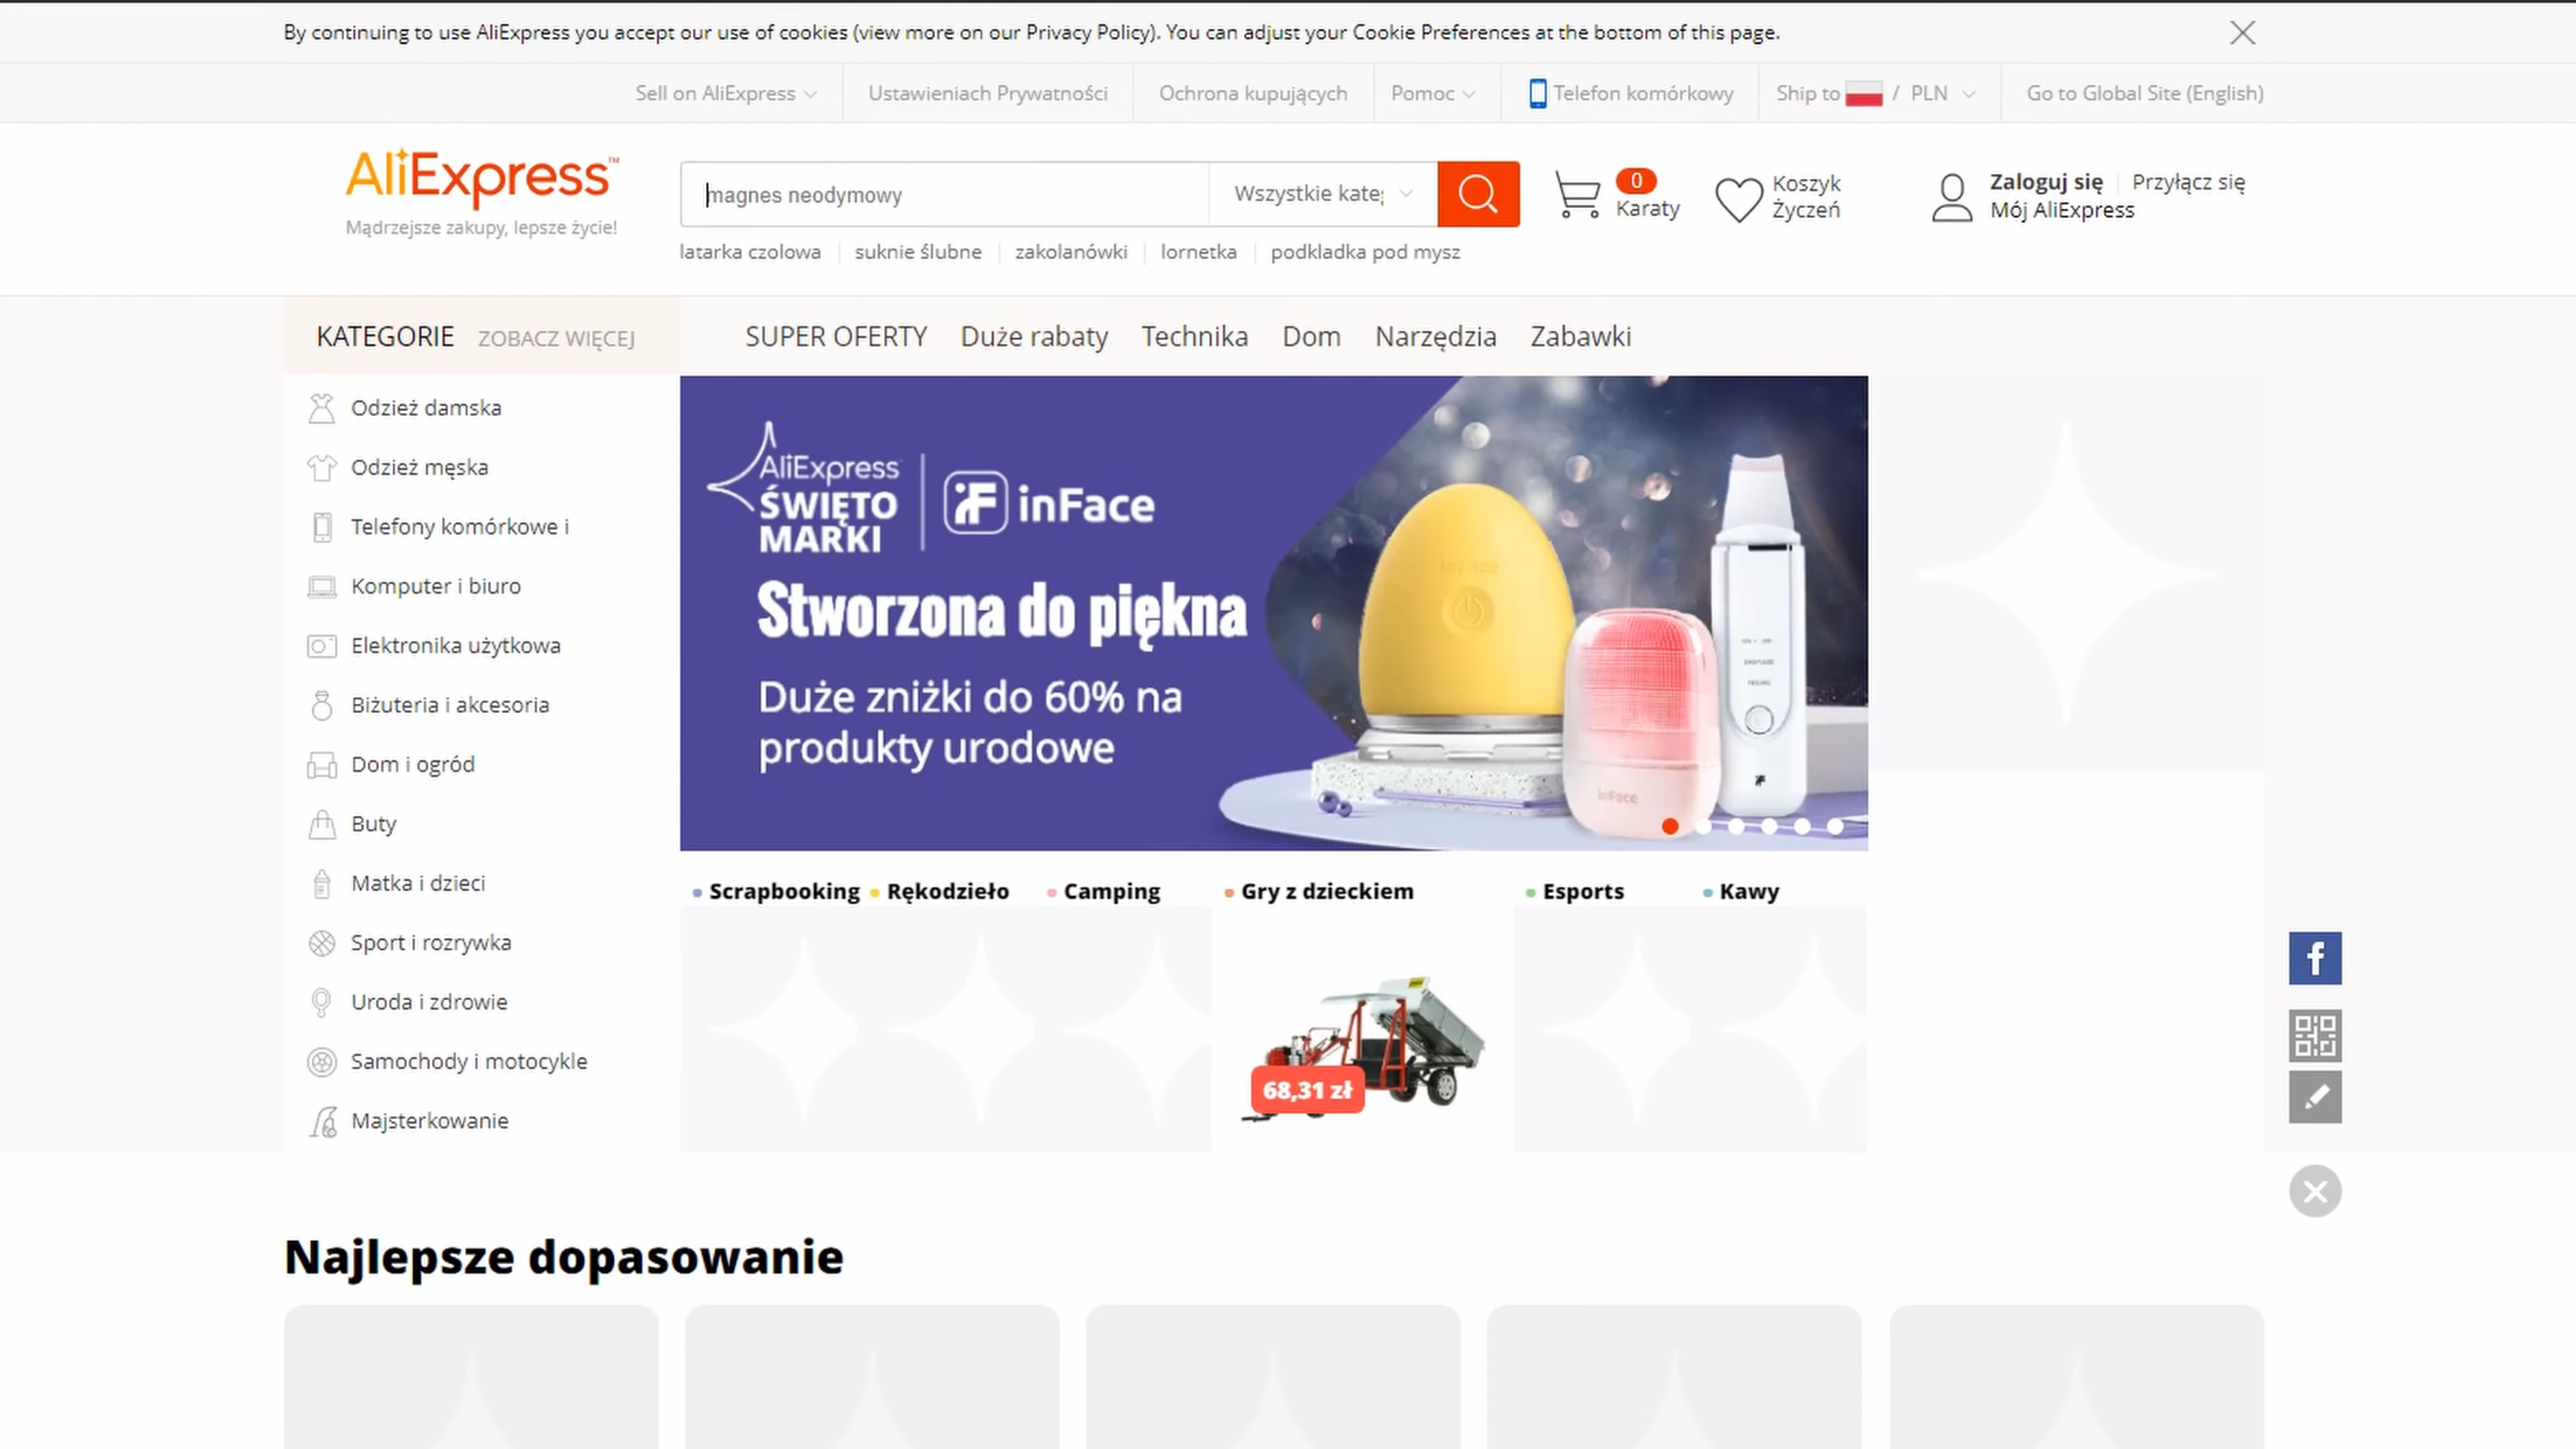 By continuing to use AliExpress you accept our use of cookies (view more on our Privacy Policy). You can adjust your Cookie Preferences at the bottom of this page.
Sell on AliExpress
Ustawieniach Prywatności
Ochrona kupujących
Pomoc
Telefon komórkowy
Ship to / PLN
Go to Global Site (English)
AliExpress™
Mądrzejsze zakupy, lepsze życie!
magnes neodymowy
Wszystkie kate
0
Karaty
Koszyk
Życzeń
Zaloguj się
Przyłącz się
Mój AliExpress
latarka czolowa
suknie ślubne
zakolanówki
lornetka
podkladka pod mysz
KATEGORIE
ZOBACZ WIĘCEJ
SUPER OFERTY
Duże rabaty
Technika
Dom
Narzędzia
Zabawki
Odzież damska
Odzież męska
Telefony komórkowe i
Komputer i biuro
Elektronika użytkowa
Biżuteria i akcesoria
Dom i ogród
Buty
Matka i dzieci
Sport i rozrywka
Uroda i zdrowie
Samochody i motocykle
Majsterkowanie
AliExpress
ŚWIĘTO
MARKI
inFace
Stworzona do piękna
Duże zniżki do 60% na
produkty urodowe
inFace
inFace
Scrapbooking
Rękodzieło
Camping
Gry z dzieckiem
Esports
Kawy
68,31 zł
Najlepsze dopasowanie